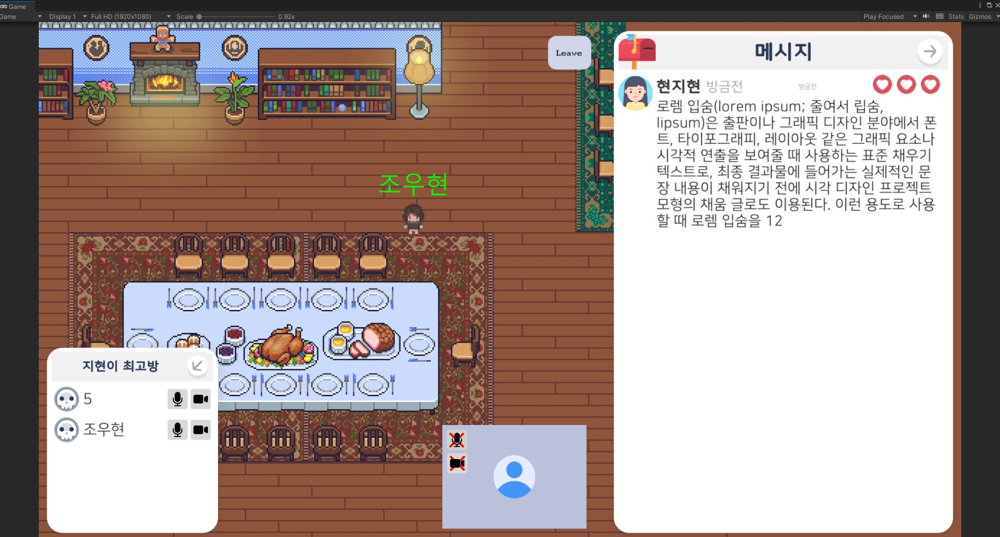 Game
Game
Display 1
Full HD (1920x1080)
Scale
0.92x
Play Focused
Stats
Gizmos
Leave
메시지
현지현 방금전 방금전
로렘 입숨(lorem ipsum; 줄여서 립숨,
lipsum)은 출판이나 그래픽 디자인 분야에서 폰
트, 타이포그래피, 레이아웃 같은 그래픽 요소나
시각적 연출을 보여줄 때 사용하는 표준 채우기
텍스트로, 최종 결과물에 들어가는 실제적인 문
장 내용이 채워지기 전에 시각 디자인 프로젝트
모형의 채움 글로도 이용된다. 이런 용도로 사용
할 때 로렘 입숨을 12
조우현
지현이 최고방
5
조우현